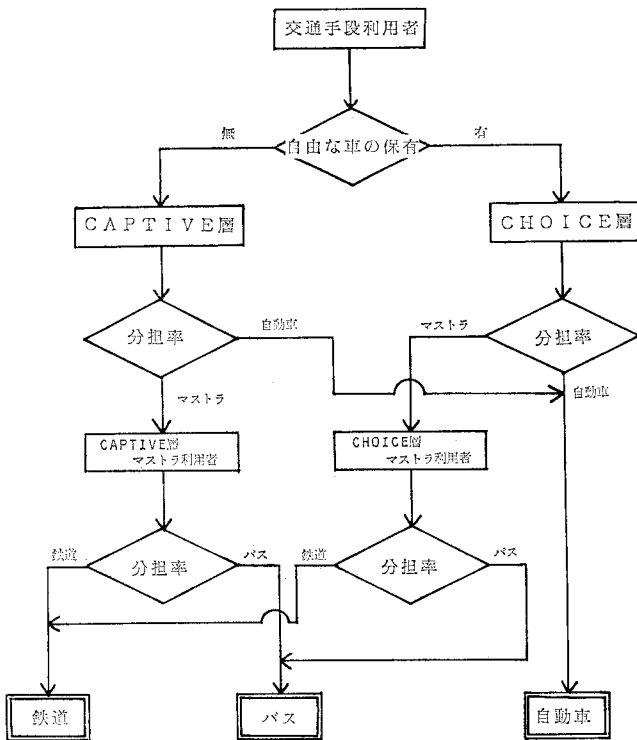 交通手段利用者
無
自由な車の保有
有
CAPTIVE層
CHOICE層
分担率
自動車
マストラ
分担率
マストラ
自動車
CAPTIVE層
マストラ利用者
CHOICE層
マストラ利用者
鉄道
分担率
バス
鉄道
分担率
バス
鉄道
バス
自動車